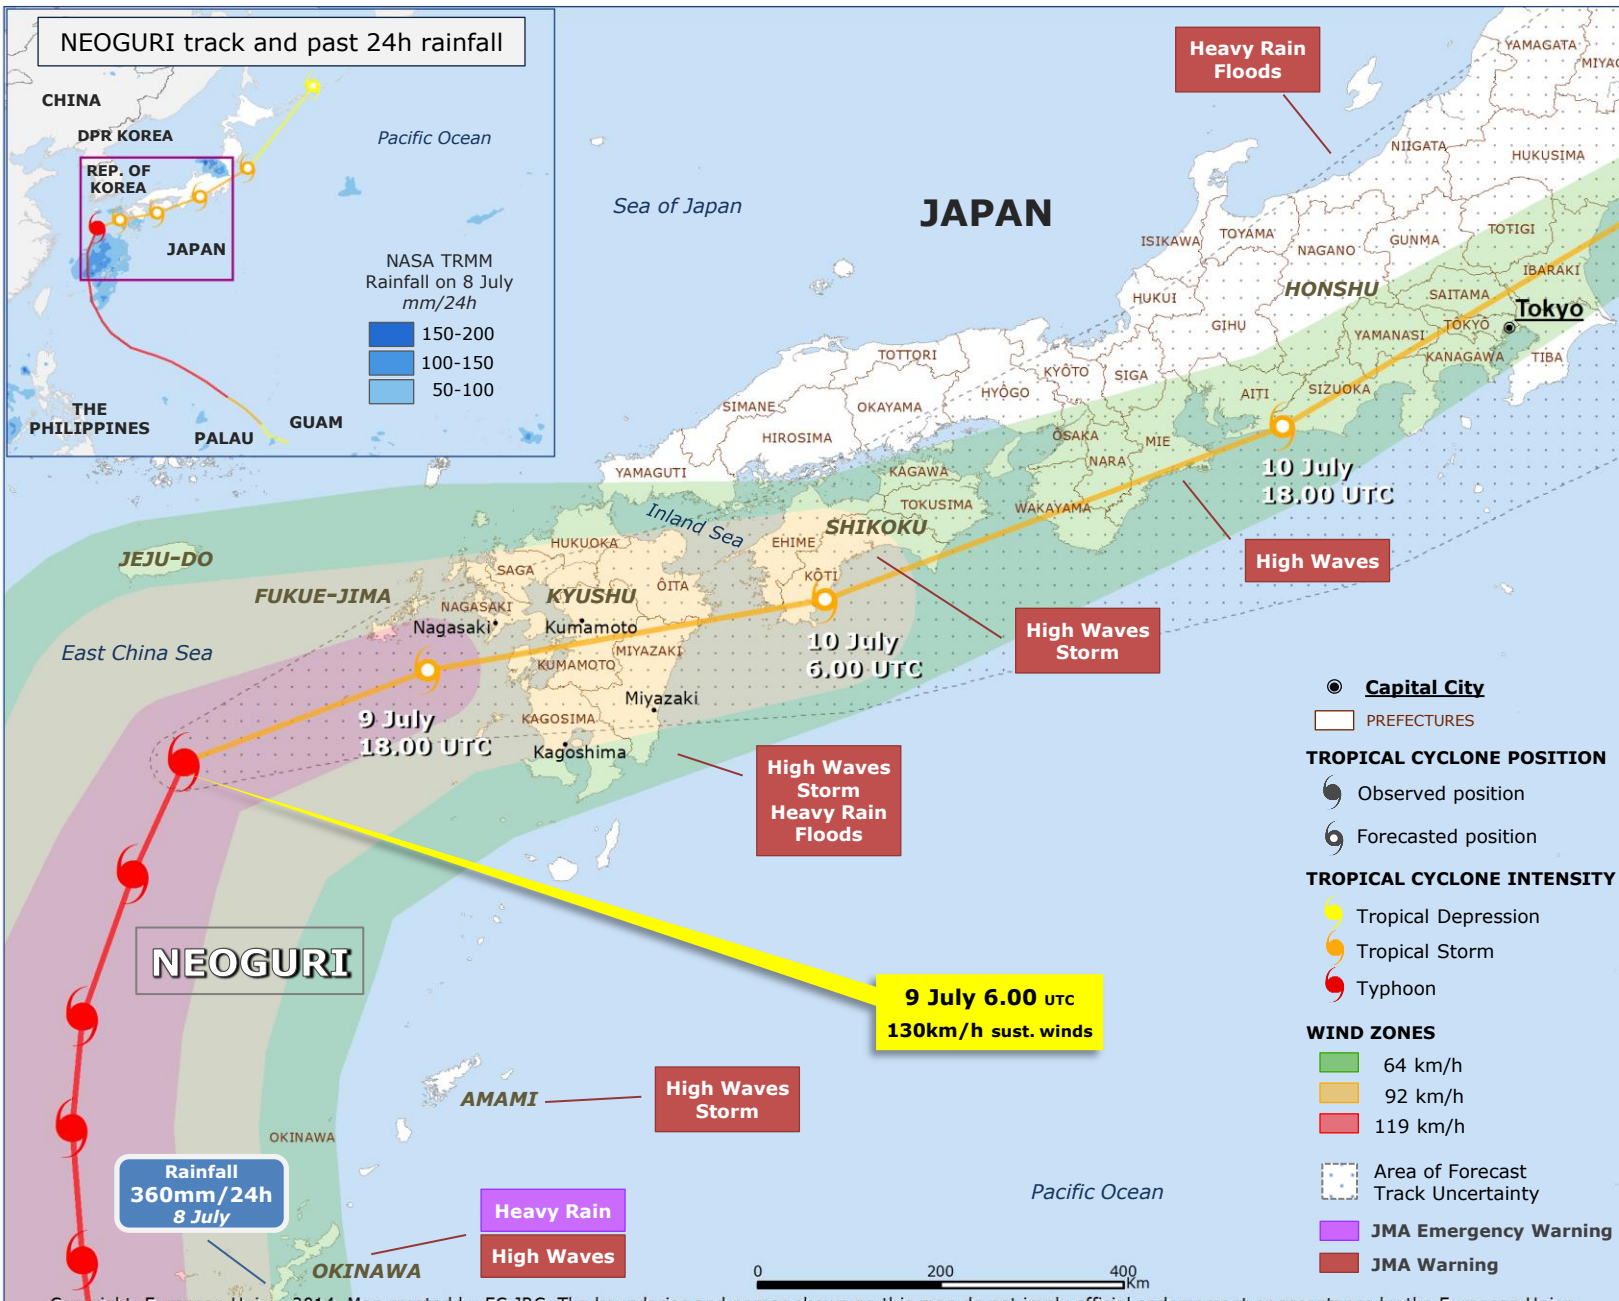 NEOGURI track and past 24h rainfall
CHINA
DPR KOREA
Pacific Ocean
REP. OF
KOREA
JAPAN
NASA TRMM
Rainfall on 8 July
mm/24h
150-200
100-150
50-100
THE
PHILIPPINES
PALAU
GUAM
Heavy Rain
Floods
YAMAGATA
NIIGATA
HUKUSIMA
Sea of Japan
JAPAN
ISIKAWA
TOYAMA
NAGANO
GUNMA
TOTIGI
IBARAKI
HUKUI
HONSHU
SAITAMA
Tokyo
GIHU
YAMANASI
TÔKYÔ
KANAGAWA
TIBA
TOTTORI
KYÔTO
SIGA
HYÔGO
AITI
SIZUOKA
SIMANE
OKAYAMA
HIROSIMA
ÔSAKA
MIE
NARA
YAMAGUTI
KAGAWA
10 July
18.00 UTC
TOKUSIMA
WAKAYAMA
Inland Sea
SHIKOKU
JEJU-DO
HUKUOKA
EHIME
High Waves
SAGA
ÔITA
KÔTI
FUKUE-JIMA
NAGASAKI
KYUSHU
Nagasaki
Kumamoto
10 July
6.00 UTC
High Waves
Storm
East China Sea
KUMAMOTO
MIYAZAKI
Miyazaki
9 July
18.00 UTC
KAGOSIMA
Kagoshima
High Waves
Storm
Heavy Rain
Floods
Capital City
PREFECTURES
TROPICAL CYCLONE POSITION
Observed position
Forecasted position
TROPICAL CYCLONE INTENSITY
Tropical Depression
Tropical Storm
Typhoon
WIND ZONES
64 km/h
92 km/h
119 km/h
Area of Forecast
Track Uncertainty
JMA Emergency Warning
JMA Warning
NEOGURI
9 July 6.00 UTC
130km/h sust. winds
AMAMI
High Waves
Storm
OKINAWA
Rainfall
360mm/24h
8 July
Heavy Rain
High Waves
OKINAWA
Pacific Ocean
0 200 400
Km